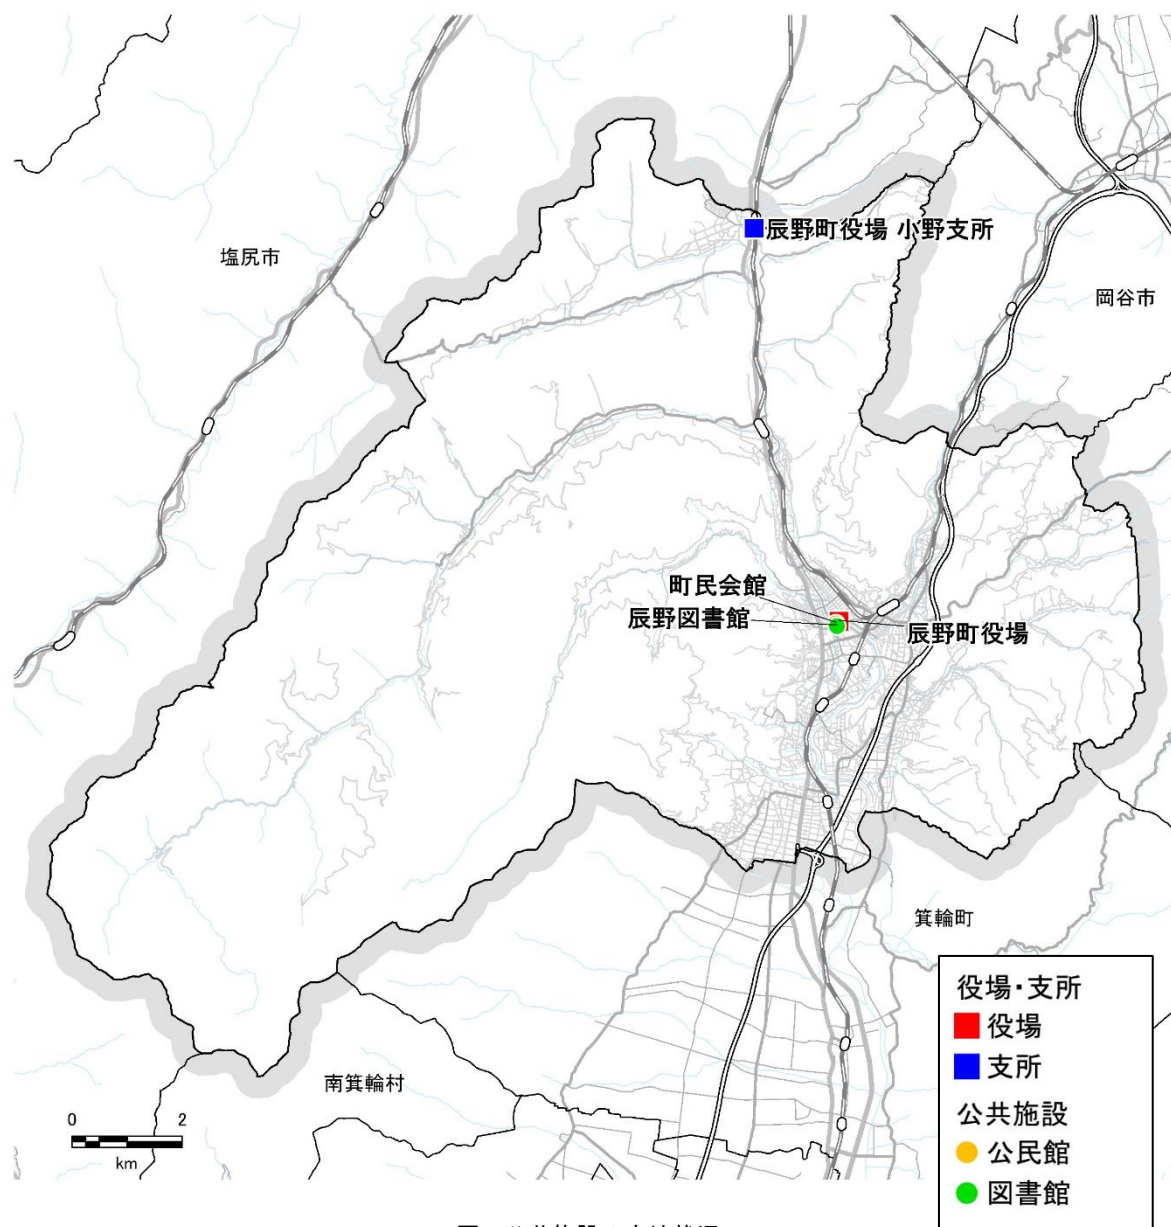 辰野町役場 小野支所
塩尻市
岡谷市
町民会館
辰野図書館
辰野町役場
箕輪町
役場・支所
役場
支所
公共施設
公民館
図書館
南箕輪村
0 2
km